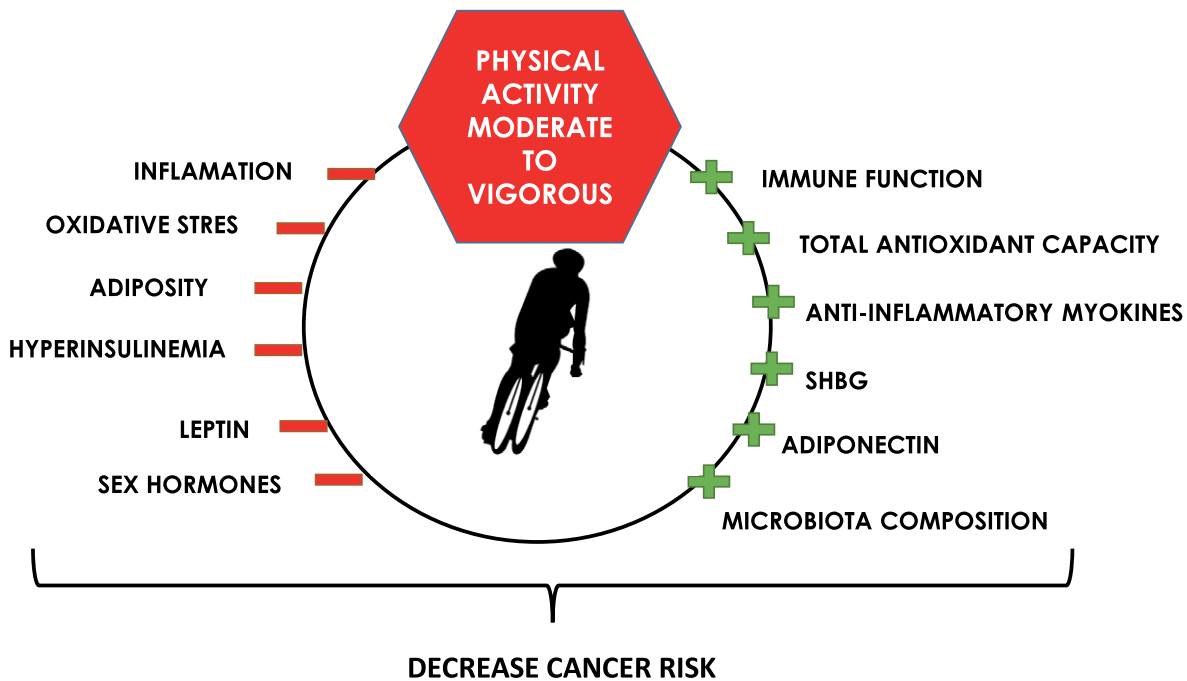 PHYSICAL
ACTIVITY
MODERATE
TO
VIGOROUS
INFLAMATION
OXIDATIVE STRES
ADIPOSITY
HYPERINSULINEMIA
LEPTIN
SEX HORMONES
IMMUNE FUNCTION
TOTAL ANTIOXIDANT CAPACITY
ANTI-INFLAMMATORY MYOKINES
SHBG
ADIPONECTIN
MICROBIOTA COMPOSITION
DECREASE CANCER RISK